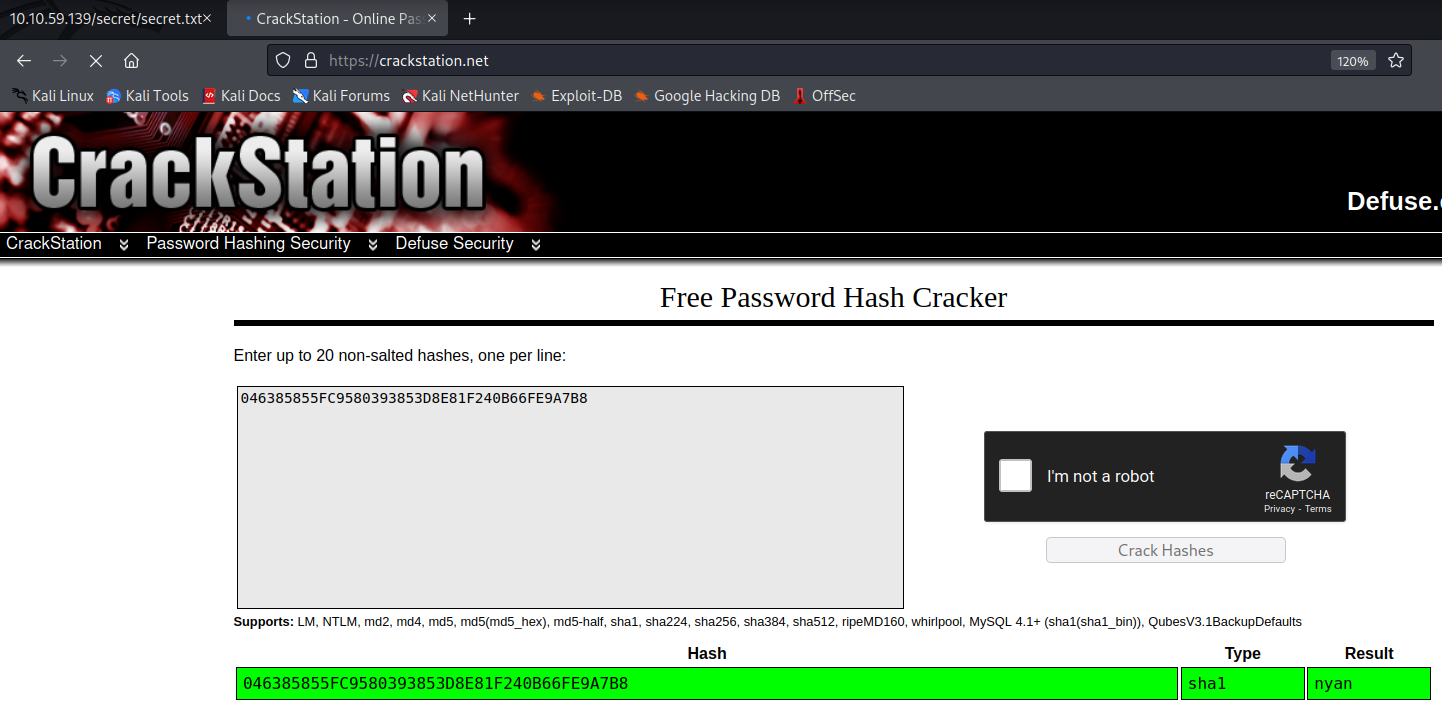 10.10.59.139/secret/secret.txt× CrackStation - Online Pas × +
https://crackstation.net 120%
Kali Linux Kali Tools Kali Docs Kali Forums Kali NetHunter Exploit-DB Google Hacking DB OffSec
CrackStation
Defuse.
CrackStation Password Hashing Security Defuse Security
Free Password Hash Cracker
Enter up to 20 non-salted hashes, one per line:
046385855FC9580393853D8E81F240B66FE9A7B8
I'm not a robot
reCAPTCHA
Privacy - Terms
Crack Hashes
Supports: LM, NTLM, md2, md4, md5, md5(md5_hex), md5-half, sha1, sha224, sha256, sha384, sha512, ripeMD160, whirlpool, MySQL 4.1+ (sha1(sha1_bin)), QubesV3.1BackupDefaults
Hash Type Result
046385855FC9580393853D8E81F240B66FE9A7B8 sha1 nyan